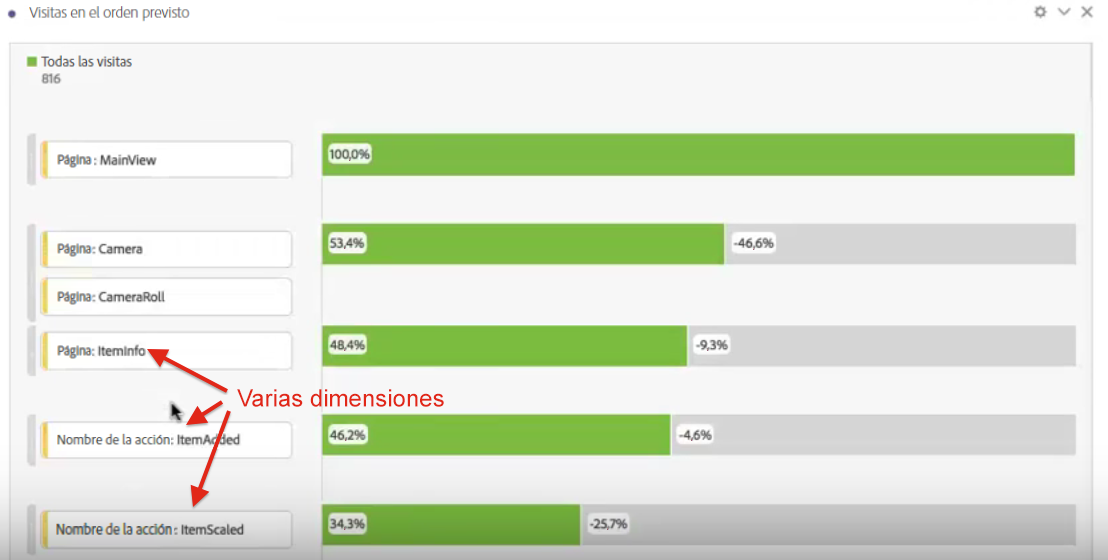 Visitas en el orden previsto
Todas las visitas
816
Página : MainView
100,0%
Página: Camera
53,4%
-46,6%
Página: CameraRoll
Página: ItemInfo
48,4%
-9,3%
Varias dimensiones
Nombre de la acción: ItemAdded
46,2%
-4,6%
Nombre de la acción : ItemScaled
34,3%
-25,7%